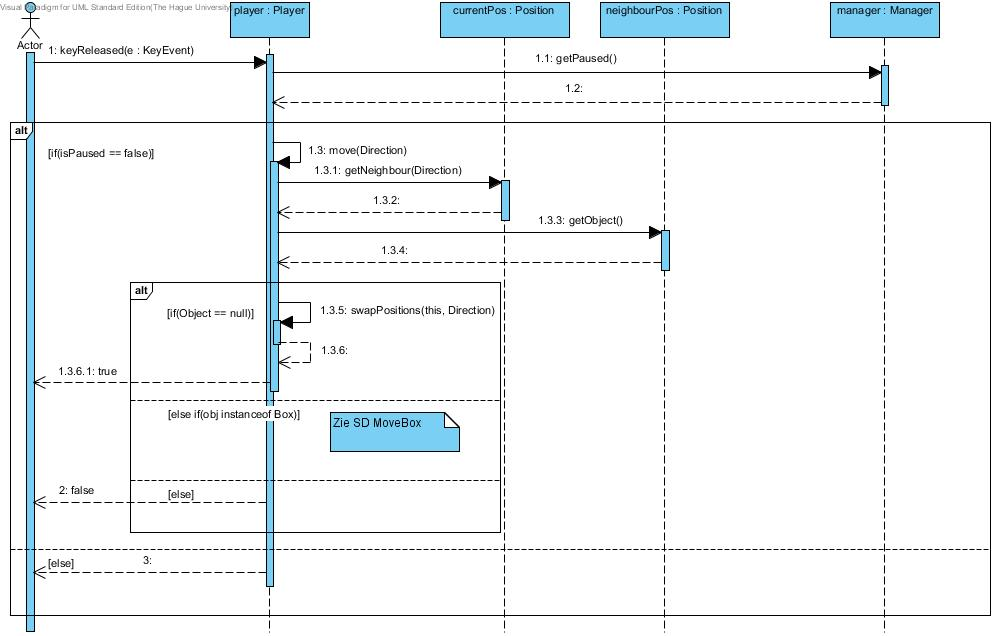 Visual Paradigm for UML Standard Edition(The Hague University
player : Player
currentPos : Position
neighbourPos : Position
manager : Manager
Actor
1: keyReleased(e : KeyEvent)
1.1: getPaused()
1.2:
alt
[if(isPaused == false)]
1.3: move(Direction)
1.3.1: getNeighbour(Direction)
1.3.2:
1.3.3: getObject()
1.3.4:
alt
[if(Object == null)]
1.3.5: swapPositions(this, Direction)
1.3.6:
1.3.6.1: true
[else if(obj instanceof Box)]
Zie SD MoveBox
2: false
[else]
3:
[else]